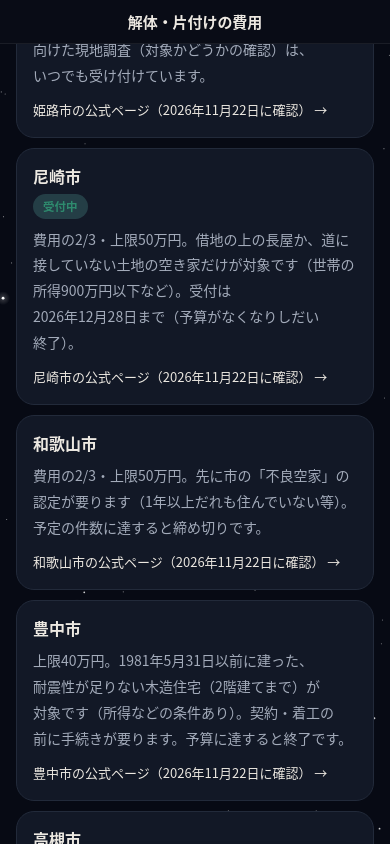 解体・片付けの費用
向けた現地調査（対象かどうかの確認）は、
いつでも受け付けています。
姫路市の公式ページ（2026年11月22日に確認） →
尼崎市
受付中
費用の2/3・上限50万円。借地の上の長屋か、道に
接していない土地の空き家だけが対象です（世帯の
所得900万円以下など）。受付は
2026年12月28日まで（予算がなくなりしだい
終了）。
尼崎市の公式ページ（2026年11月22日に確認） →
和歌山市
費用の2/3・上限50万円。先に市の「不良空家」の
認定が要ります（1年以上だれも住んでいない等）。
予定の件数に達すると締め切りです。
和歌山市の公式ページ（2026年11月22日に確認） →
豊中市
上限40万円。1981年5月31日以前に建った、
耐震性が足りない木造住宅（2階建てまで）が
対象です（所得などの条件あり）。契約・着工の
前に手続きが要ります。予算に達すると終了です。
豊中市の公式ページ（2026年11月22日に確認） →
高槻市